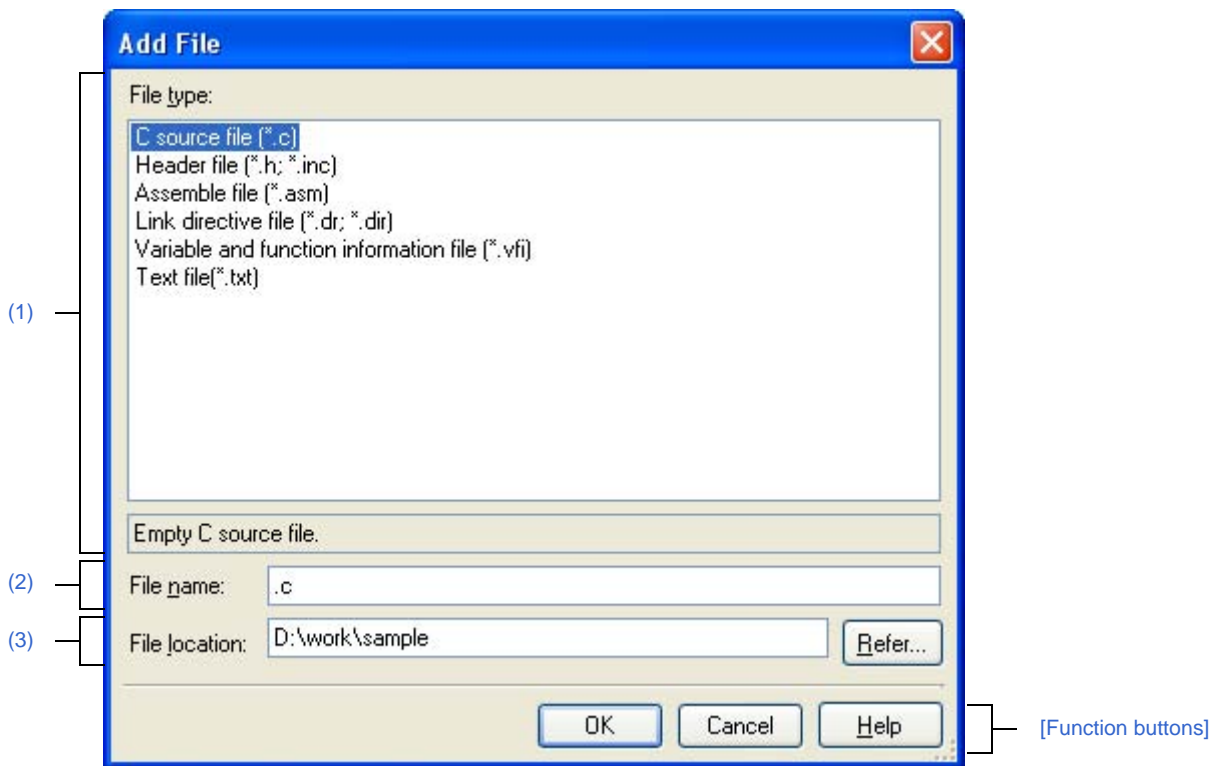 Add File
File type:
C source file (*.c)
Header file (*.h; *.inc)
Assemble file (*.asm)
Link directive file (*.dr; *.dir)
Variable and function information file (*.vfi)
Text file(*.txt)
(1)
Empty C source file.
(2) File name: .c
(3) File location: D:\work\sample Refer...
OK Cancel Help [Function buttons]